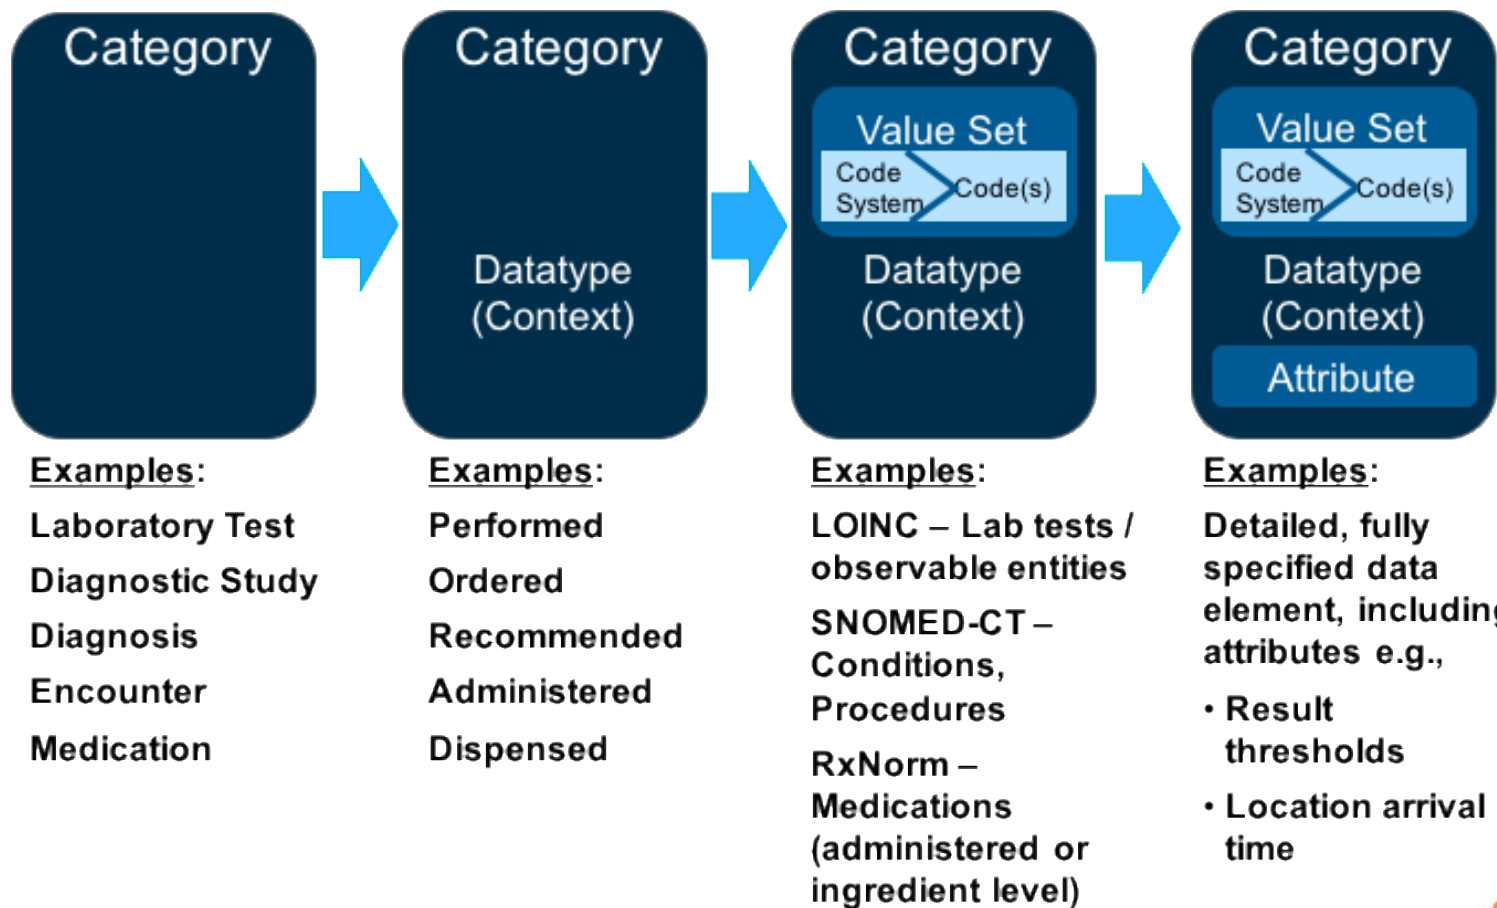 Category
Examples:
Laboratory Test
Diagnostic Study
Diagnosis
Encounter
Medication
Category
Datatype
(Context)
Examples:
Performed
Ordered
Recommended
Administered
Dispensed
Category
Value Set
Code
System
Code(s)
Datatype
(Context)
Examples:
LOINC – Lab tests /
observable entities
SNOMED-CT –
Conditions,
Procedures
RxNorm –
Medications
(administered or
ingredient level)
Category
Value Set
Code
System
Code(s)
Datatype
(Context)
Attribute
Examples:
Detailed, fully
specified data
element, including
attributes e.g.,
• Result
thresholds
• Location arrival
time